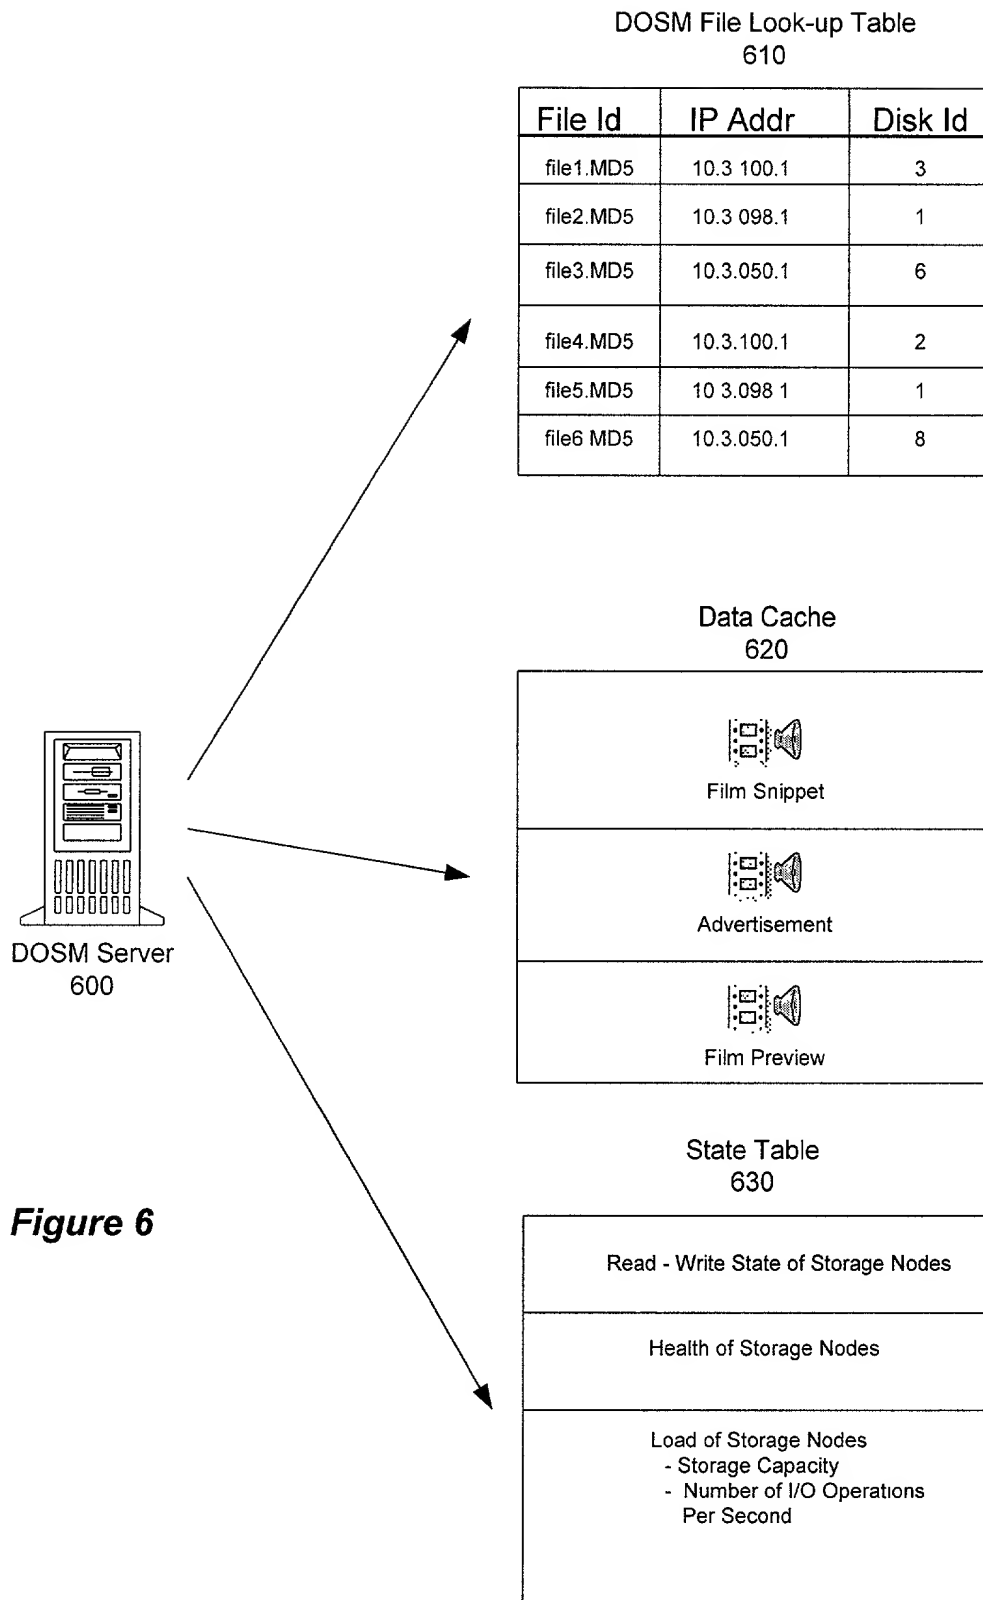 DOSM File Look-up Table
610
File Id IP Addr Disk Id
file1.MD5 10.3 100.1 3
file2.MD5 10.3 098.1 1
file3.MD5 10.3.050.1 6
file4.MD5 10.3.100.1 2
file5.MD5 10 3.098 1 1
file6 MD5 10.3.050.1 8
Data Cache
620
Film Snippet
Advertisement
Film Preview
DOSM Server
600
State Table
630
Figure 6
Read - Write State of Storage Nodes
Health of Storage Nodes
Load of Storage Nodes
- Storage Capacity
- Number of I/O Operations
Per Second